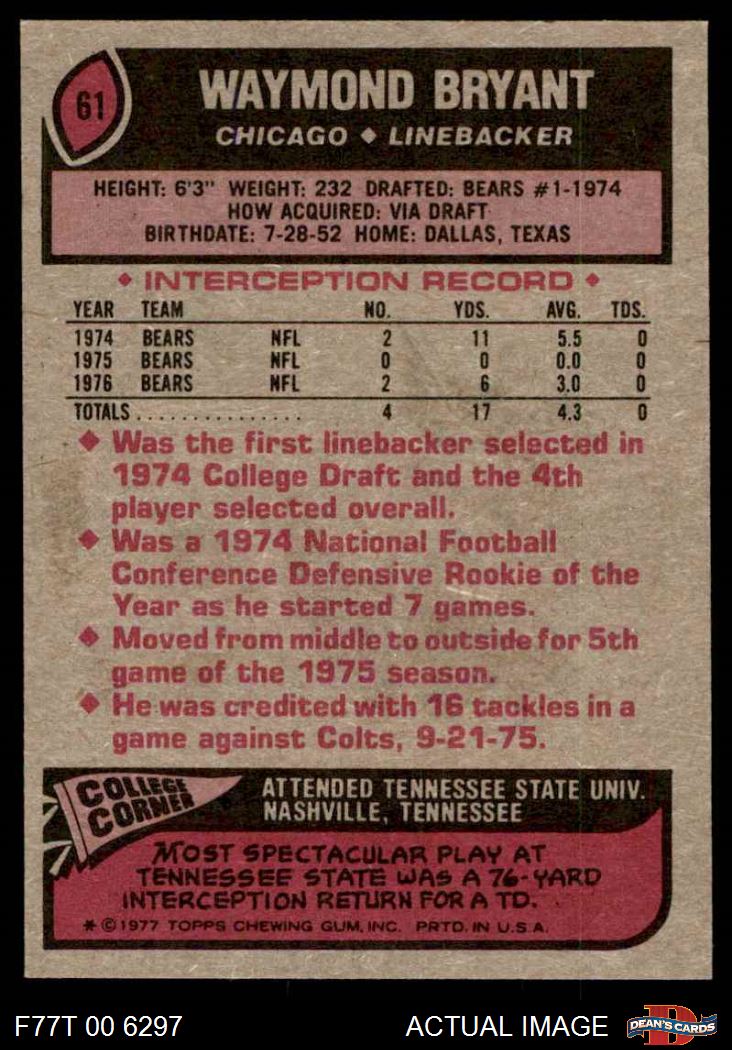 61
WAYMOND BRYANT
CHICAGO ◆ LINEBACKER
HEIGHT: 6'3" WEIGHT: 232 DRAFTED: BEARS #1-1974
HOW ACQUIRED: VIA DRAFT
BIRTHDATE: 7-28-52 HOME: DALLAS, TEXAS
◆ INTERCEPTION RECORD ◆
YEAR TEAM NO. YDS. AVG. TDS.
1974 BEARS NFL 2 11 5.5 0
1975 BEARS NFL 0 0 0.0 0
1976 BEARS NFL 2 6 3.0 0
TOTALS............... 4 17 4.3 0
◆ Was the first linebacker selected in
1974 College Draft and the 4th
player selected overall.
◆ Was a 1974 National Football
Conference Defensive Rookie of the
Year as he started 7 games.
◆ Moved from middle to outside for 5th
game of the 1975 season.
◆ He was credited with 16 tackles in a
game against Colts, 9-21-75.
COLLEGE
CORNER
ATTENDED TENNESSEE STATE UNIV.
NASHVILLE, TENNESSEE
MOST SPECTACULAR PLAY AT
TENNESSEE STATE WAS A 76-YARD
INTERCEPTION RETURN FOR A TD.
* © 1977 TOPPS CHEWING GUM, INC. PRTD. IN U.S.A.
F77T 00 6297
ACTUAL IMAGE
D
DEAN'S CARDS